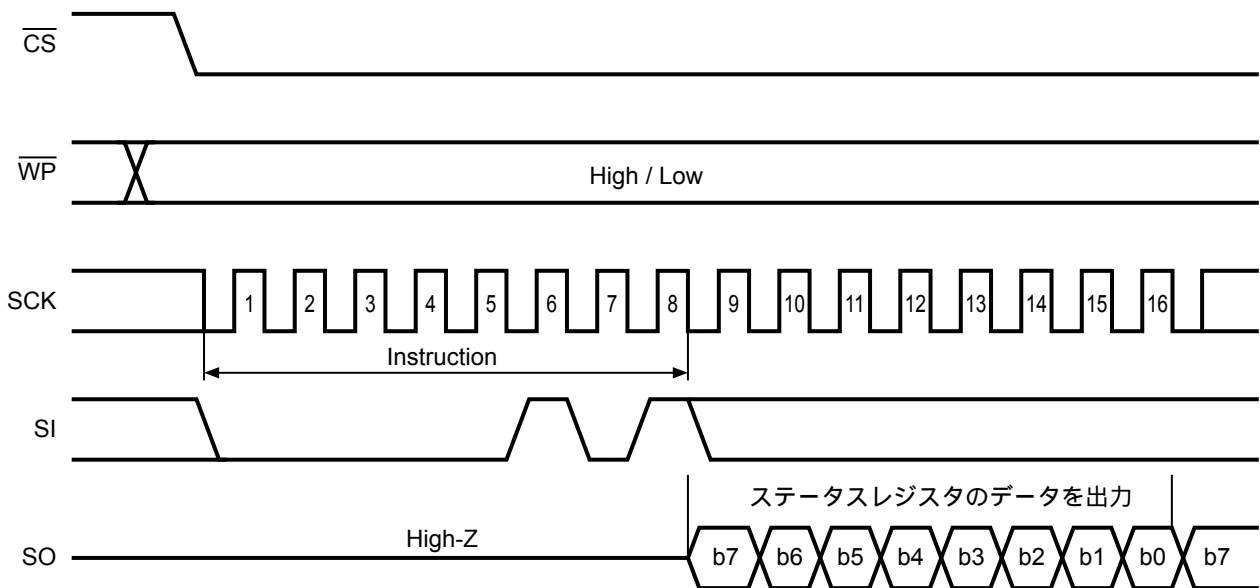 CS
WP
High / Low
SCK
1 2 3 4 5 6 7 8 9 10 11 12 13 14 15 16
Instruction
SI
ステータスレジスタのデータを出力
High-Z
SO
b7 b6 b5 b4 b3 b2 b1 b0 b7